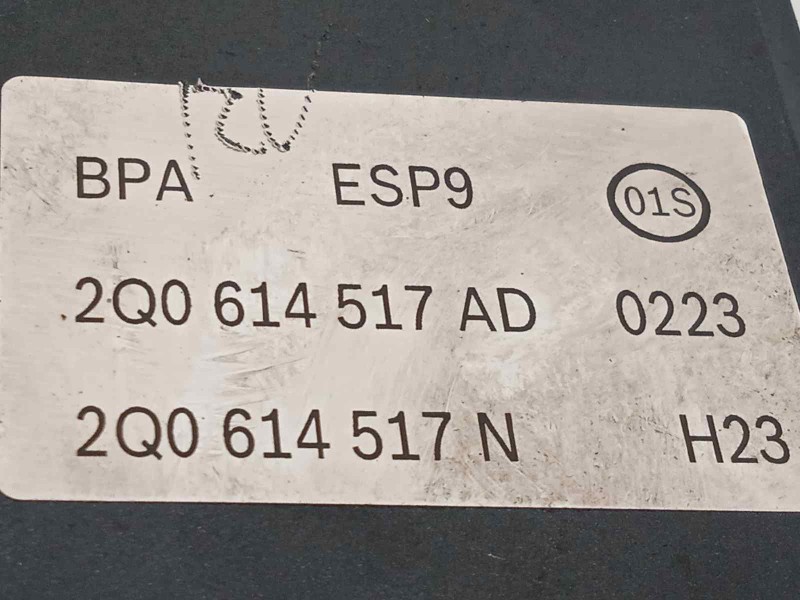 BPA ESP9 01S
2Q0 614 517 AD 0223
2Q0 614 517 N H23